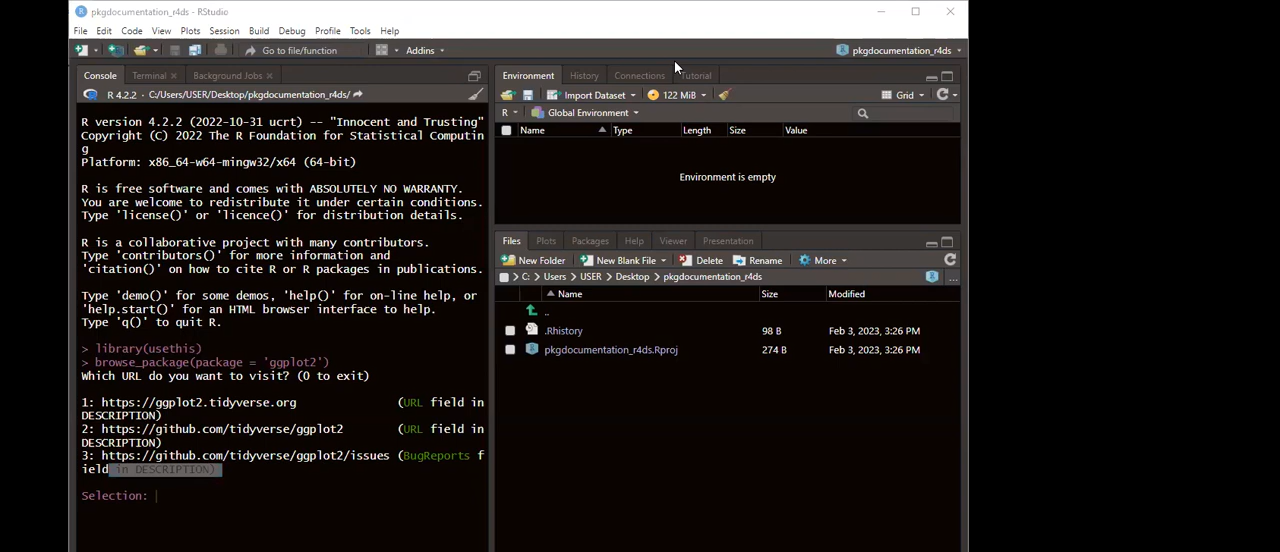 pkgdocumentation_r4ds - RStudio
File Edit Code View Plots Session Build Debug Profile Tools Help
Go to file/function Addins pkgdocumentation_r4ds
Console Terminal Background Jobs
R 4.2.2 · C:/Users/USER/Desktop/pkgdocumentation_r4ds/
R version 4.2.2 (2022-10-31 ucrt) -- "Innocent and Trusting"
Copyright (C) 2022 The R Foundation for Statistical Computin
g
Platform: x86_64-w64-mingw32/x64 (64-bit)
R is free software and comes with ABSOLUTELY NO WARRANTY.
You are welcome to redistribute it under certain conditions.
Type 'license()' or 'licence()' for distribution details.
R is a collaborative project with many contributors.
Type 'contributors()' for more information and
'citation()' on how to cite R or R packages in publications.
Type 'demo()' for some demos, 'help()' for on-line help, or
'help.start()' for an HTML browser interface to help.
Type 'q()' to quit R.
> library(usethis)
> browse_package(package = 'ggplot2')
Which URL do you want to visit? (0 to exit)
1: https://ggplot2.tidyverse.org (URL field in
DESCRIPTION)
2: https://github.com/tidyverse/ggplot2 (URL field in
DESCRIPTION)
3: https://github.com/tidyverse/ggplot2/issues (BugReports f
ield in DESCRIPTION)
Selection:
Environment History Connections Tutorial
Import Dataset 122 MiB Grid
R Global Environment
Name Type Length Size Value
Environment is empty
Files Plots Packages Help Viewer Presentation
New Folder New Blank File Delete Rename More
C: > Users > USER > Desktop > pkgdocumentation_r4ds ...
Name Size Modified
..
.Rhistory 98 B Feb 3, 2023, 3:26 PM
pkgdocumentation_r4ds.Rproj 274 B Feb 3, 2023, 3:26 PM